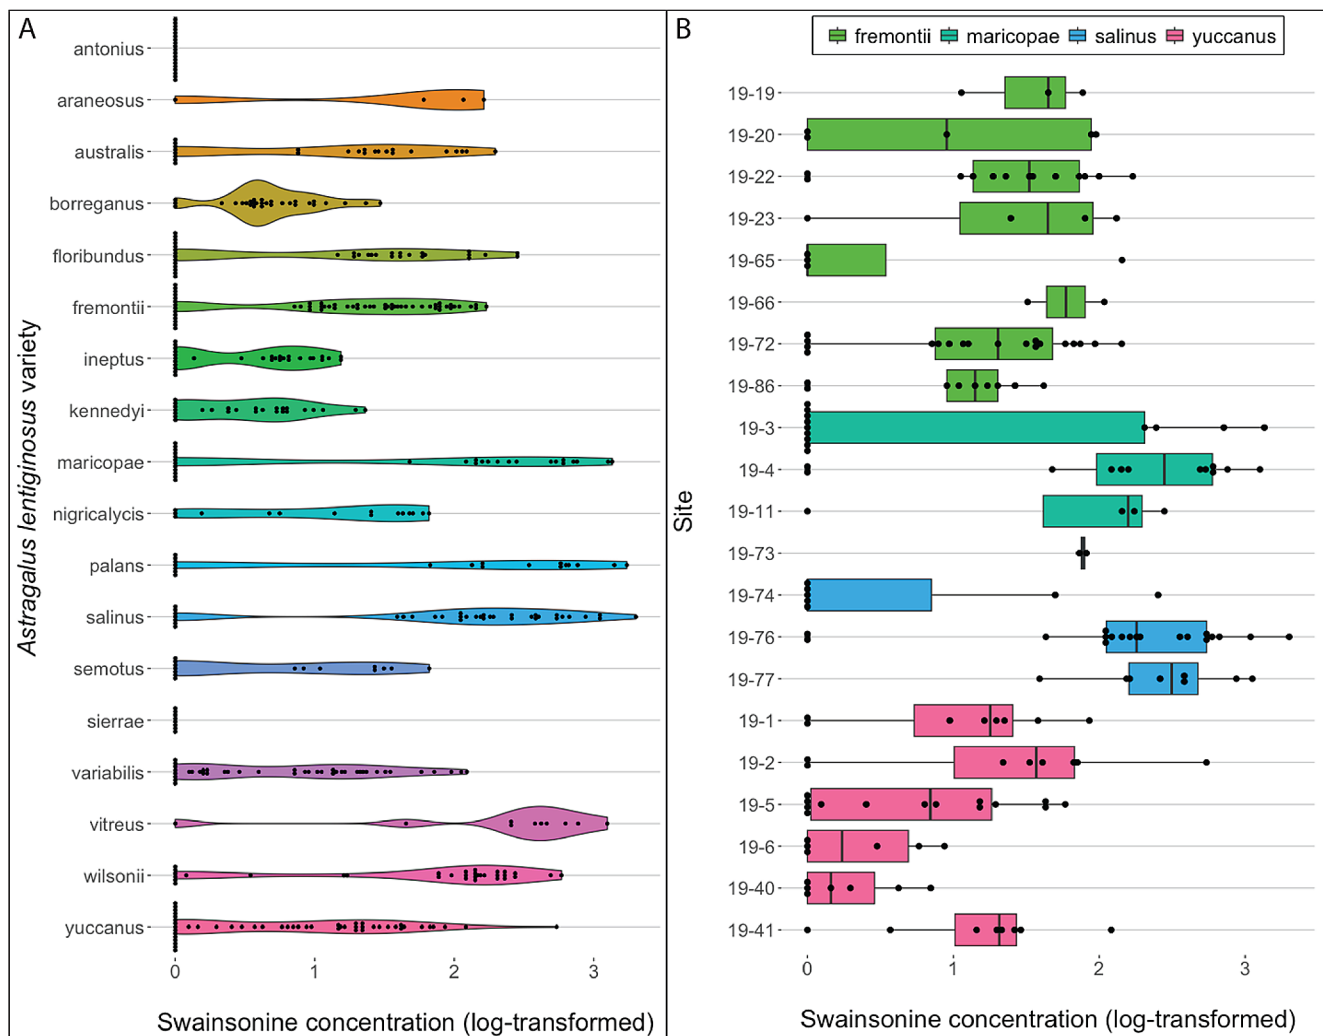 A
antonius
araneosus
australis
borreganus
floribundus
fremontii
ineptus
kennedyi
maricopae
nigricalycis
palans
salinus
semotus
sierrae
variabilis
vitreus
wilsonii
yuccanus
Astragalus lentiginosus variety
0 1 2 3
Swainsonine concentration (log-transformed)
B
fremontii maricopae salinus yuccanus
19-19
19-20
19-22
19-23
19-65
19-66
19-72
19-86
19-3
19-4
19-11
19-73
19-74
19-76
19-77
19-1
19-2
19-5
19-6
19-40
19-41
Site
0 1 2 3
Swainsonine concentration (log-transformed)